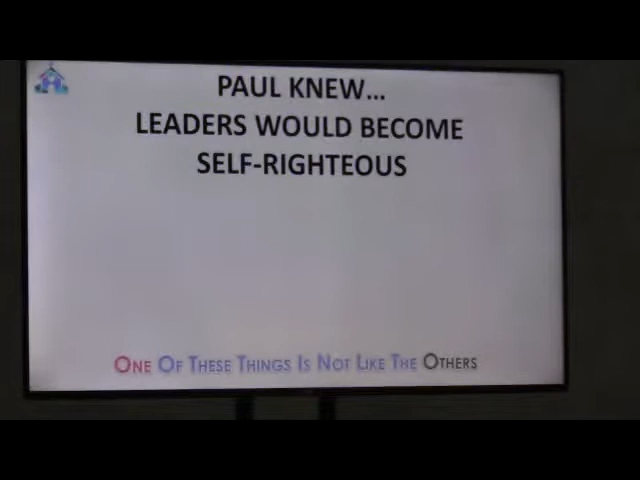 PAUL KNEW...
LEADERS WOULD BECOME
SELF-RIGHTEOUS
ONE OF THESE THINGS IS NOT LIKE THE OTHERS